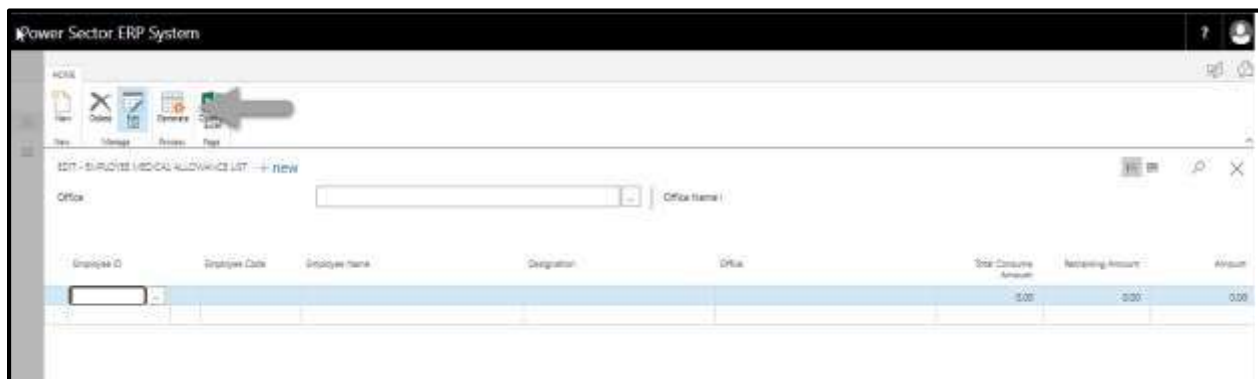 Power Sector ERP System ?
HOME
New Delete Edit List Generate
New Manage Process Page
EDIT - EMPLOYEE MEDICAL ALLOWANCE LIST + new
Office ... Office Name :
Employee ID Employee Code Employee Name Designation Office Total Consume Amount Remaining Amount Amount
... 0.00 0.00 0.00